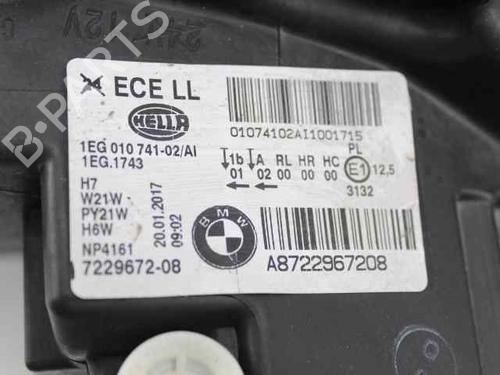 24V 12V
ECE LL
HELLA
01074102AI1001715
1EG 010 741-02/AI
1EG.1743
1b A RL HR HC PL
01 02 00 00 00 E1 12,5
3132
H7
W21W
PY21W
H6W
NP4161
20.01.2017
09:02
BMW
7229672-08
A8722967208
B-PARTS